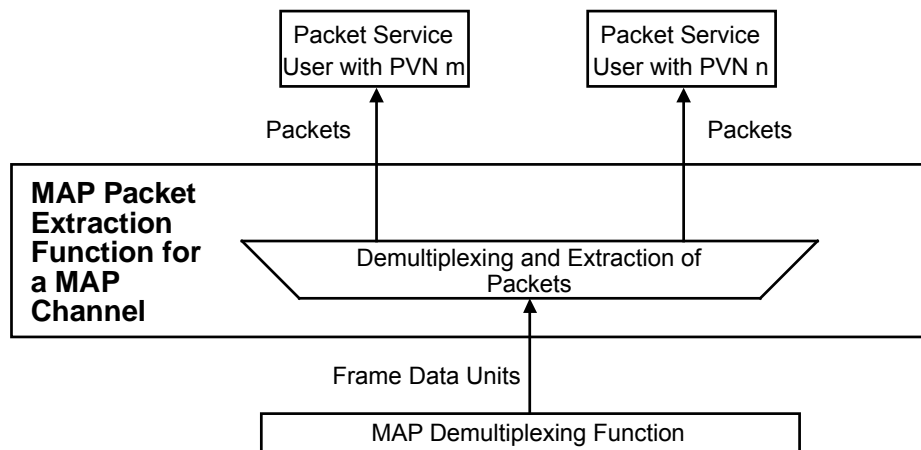 Packet Service
User with PVN m
Packet Service
User with PVN n
Packets
Packets
MAP Packet
Extraction
Function for
a MAP
Channel
Demultiplexing and Extraction of
Packets
Frame Data Units
MAP Demultiplexing Function